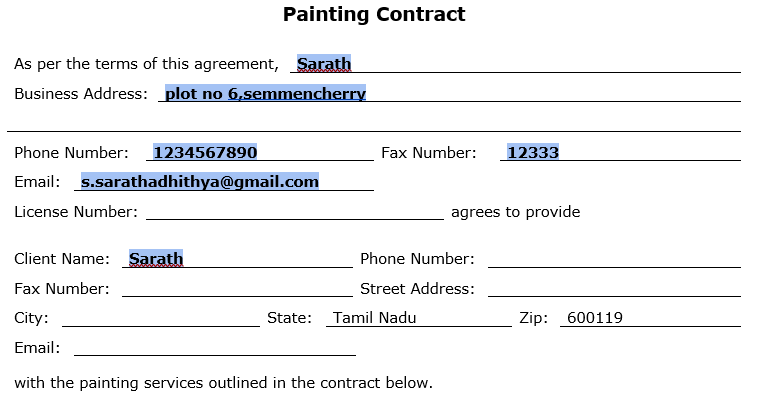 Painting Contract
As per the terms of this agreement, Sarath
Business Address: plot no 6,semmencherry
Phone Number: 1234567890 Fax Number: 12333
Email: s.sarathadhithya@gmail.com
License Number: agrees to provide
Client Name: Sarath Phone Number:
Fax Number: Street Address:
City: State: Tamil Nadu Zip: 600119
Email:
with the painting services outlined in the contract below.